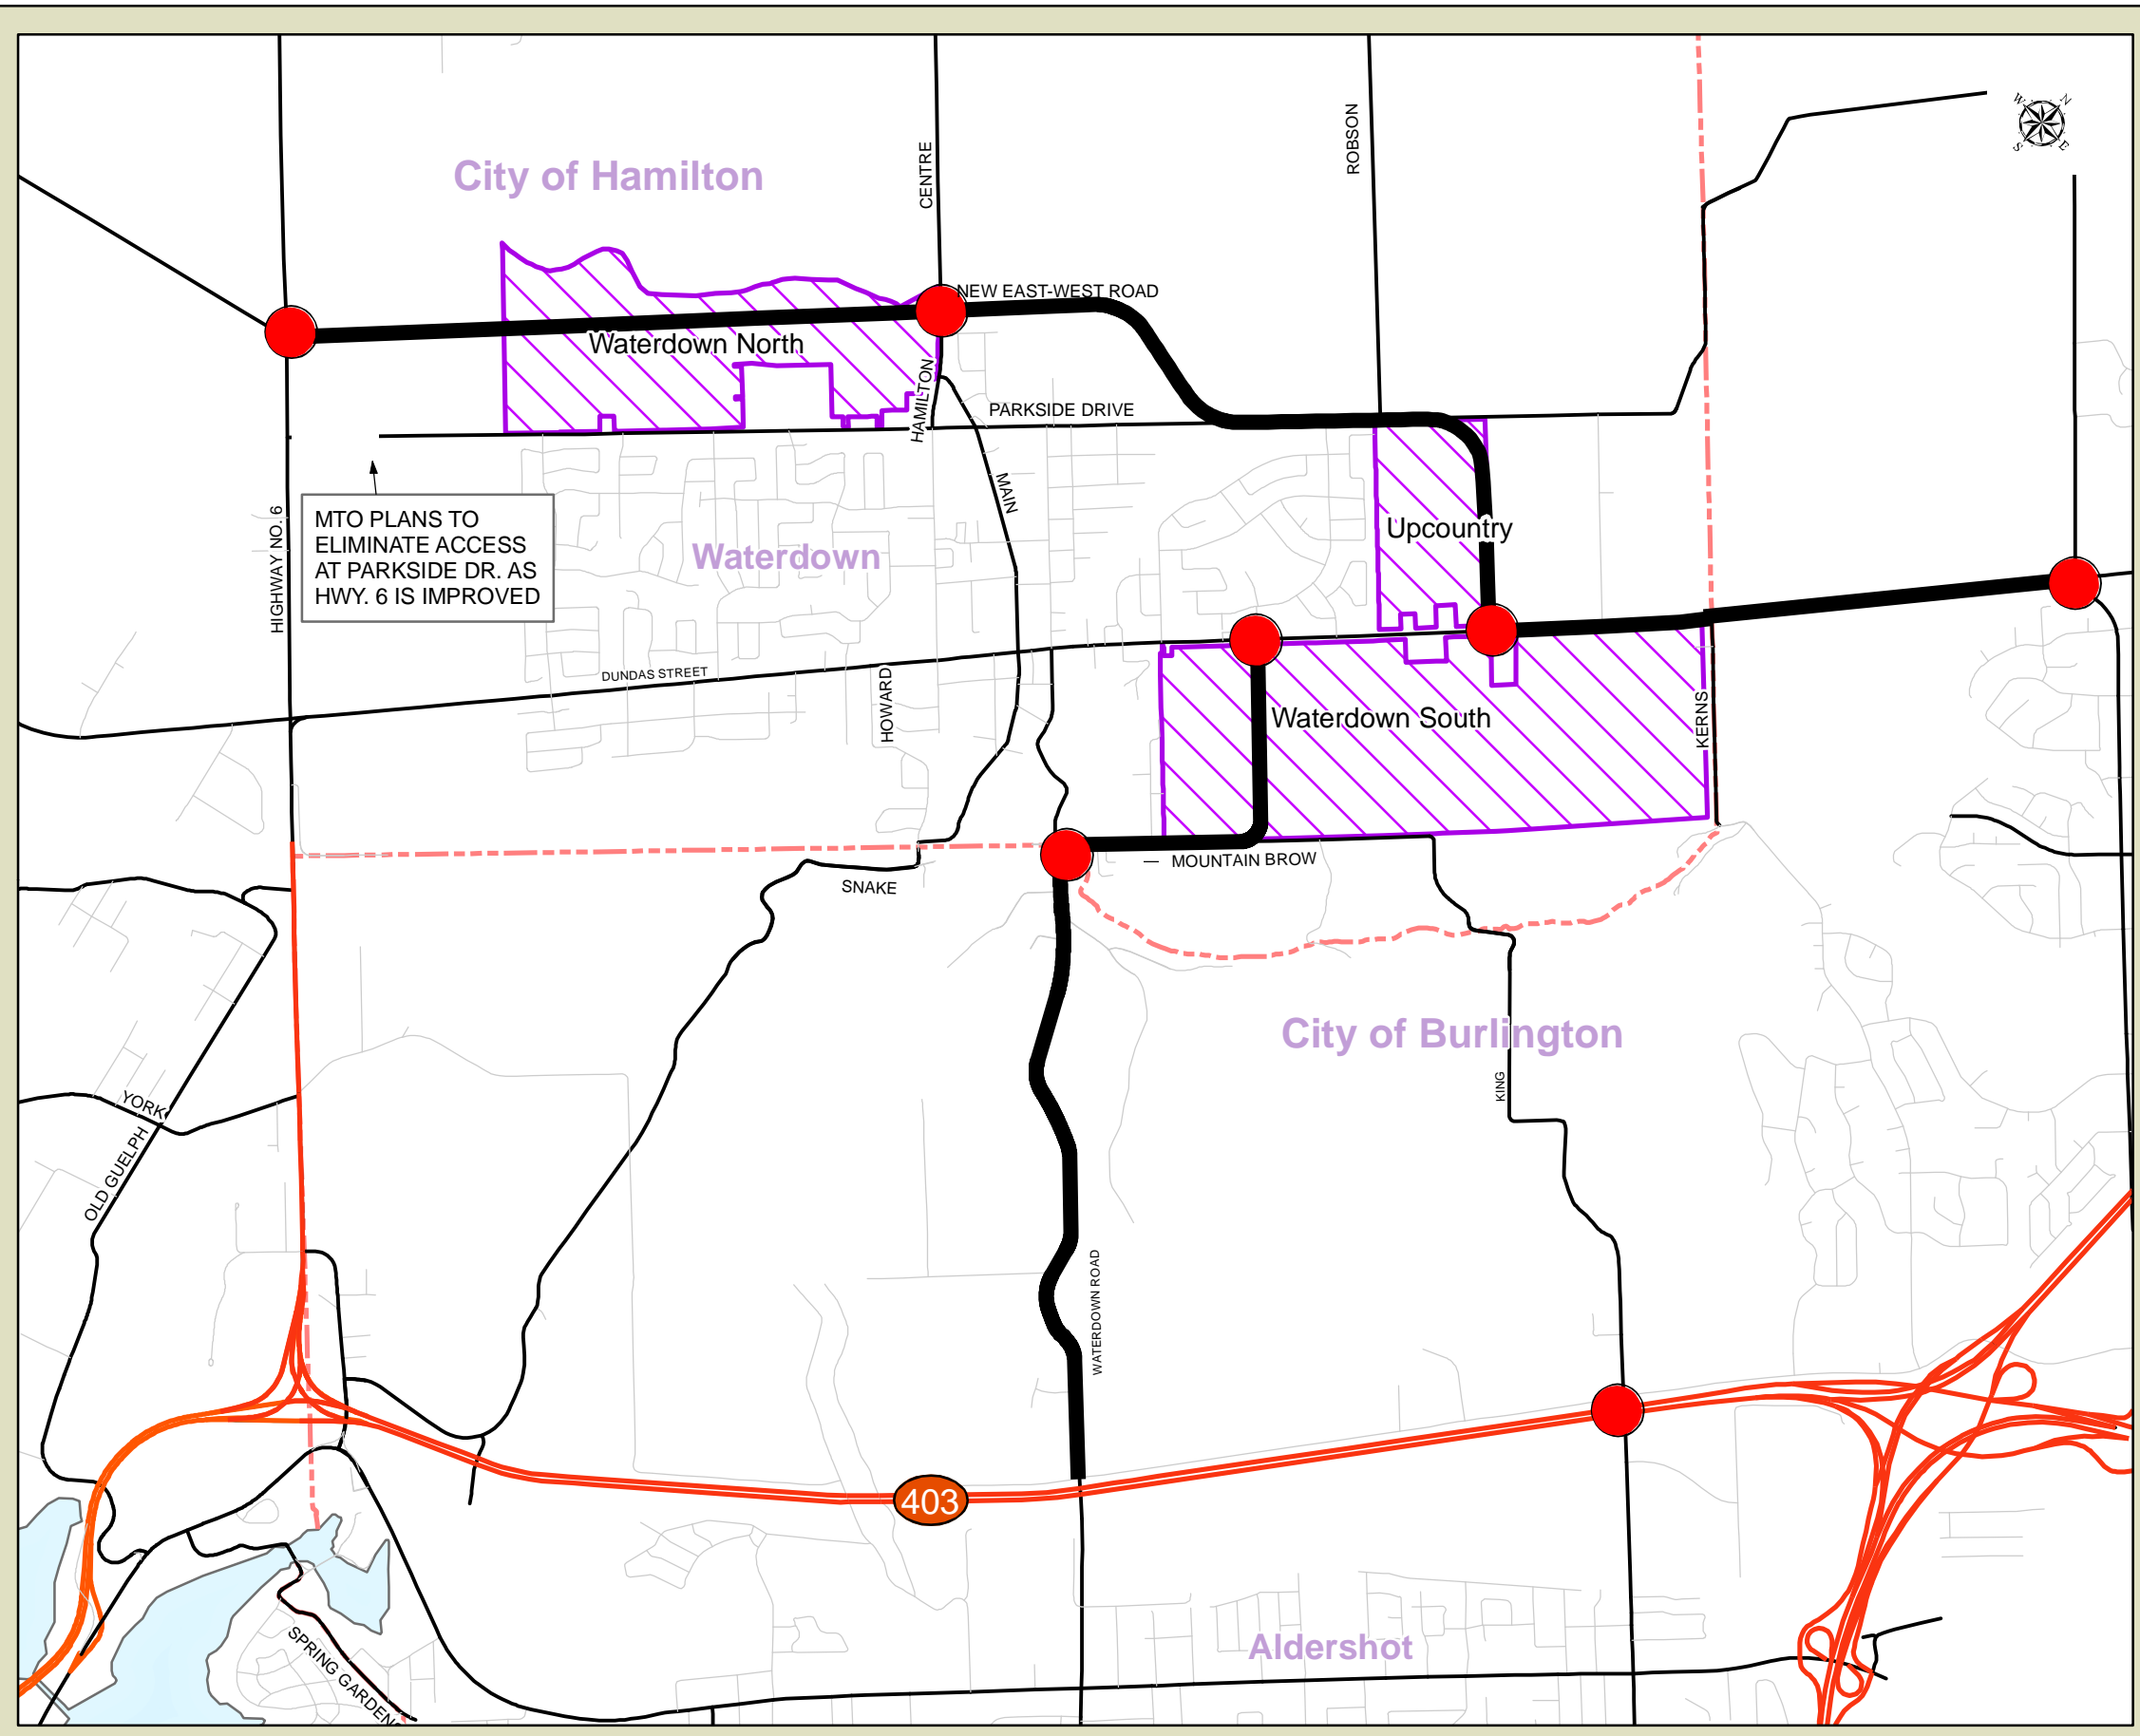 W N
S E
ROBSON
CENTRE
City of Hamilton
NEW EAST-WEST ROAD
Waterdown North
HAMILTON
PARKSIDE DRIVE
MAIN
HIGHWAY NO. 6
MTO PLANS TO
ELIMINATE ACCESS
AT PARKSIDE DR. AS
HWY. 6 IS IMPROVED
Waterdown
Upcountry
DUNDAS STREET
HOWARD
Waterdown South
KERNS
MOUNTAIN BROW
SNAKE
City of Burlington
KING
YORK
OLD GUELPH
WATERDOWN ROAD
403
Aldershot
SPRING GARDENS